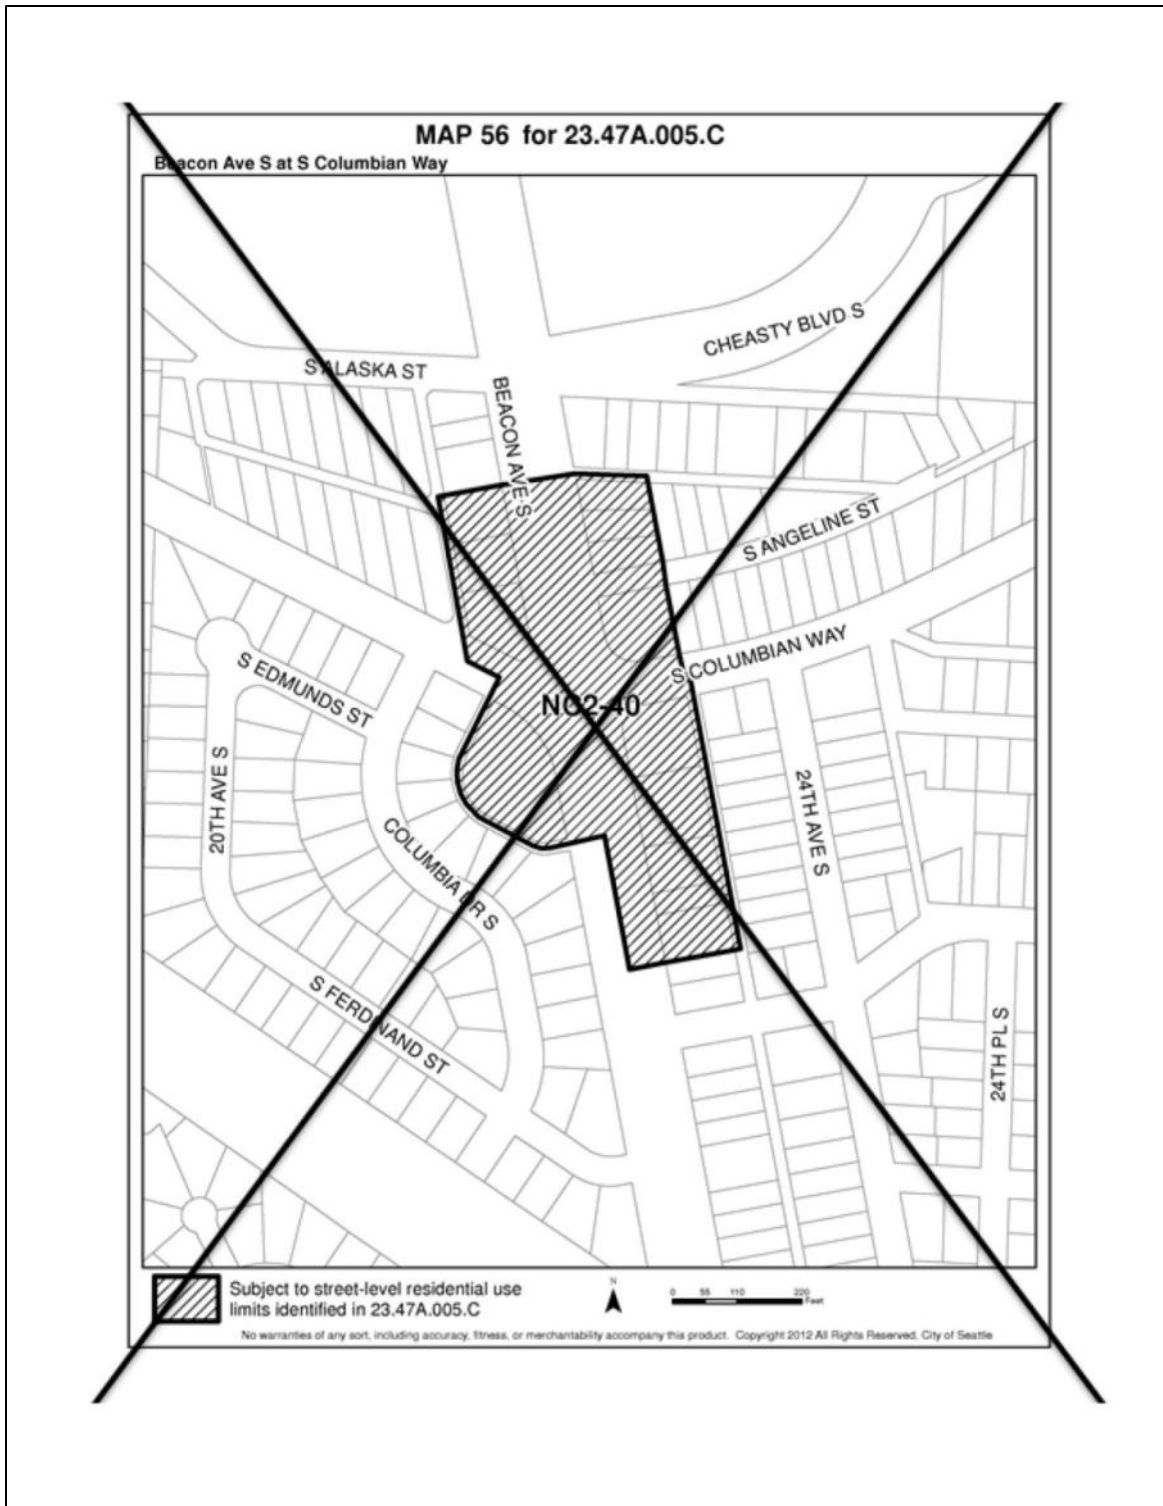 MAP 56 for 23.47A.005.C
Beacon Ave S at S Columbian Way
CHEASTY BLVD S
S ALASKA ST
BEACON AVE S
S ANGELINE ST
S COLUMBIAN WAY
S EDMUNDS ST
NC2-40
20TH AVE S
24TH AVE S
COLUMBIA DR S
S FERDINAND ST
24TH PL S
Subject to street-level residential use
limits identified in 23.47A.005.C
N
0 55 110 220
Feet
No warranties of any sort, including accuracy, fitness, or merchantability accompany this product. Copyright 2012 All Rights Reserved, City of Seattle